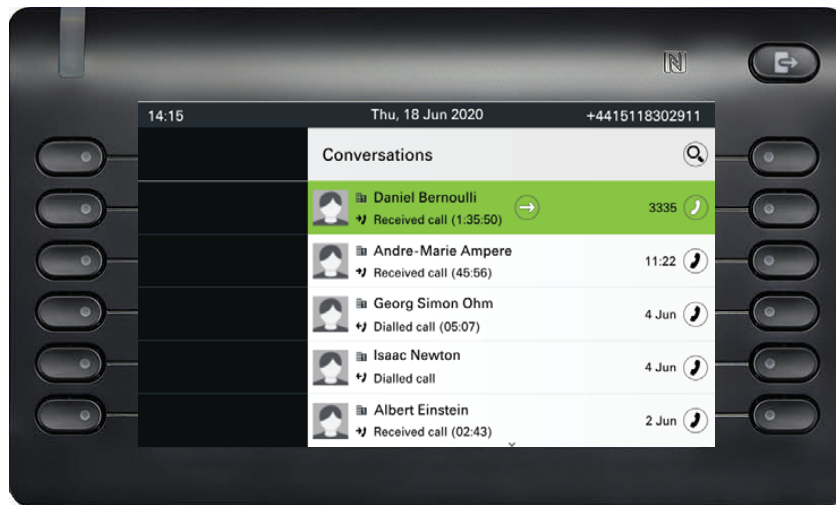 14:15 Thu, 18 Jun 2020 +4415118302911
Conversations
Daniel Bernoulli
Received call (1:35:50) 3335
Andre-Marie Ampere
Received call (45:56) 11:22
Georg Simon Ohm
Dialled call (05:07) 4 Jun
Isaac Newton
Dialled call 4 Jun
Albert Einstein
Received call (02:43) 2 Jun